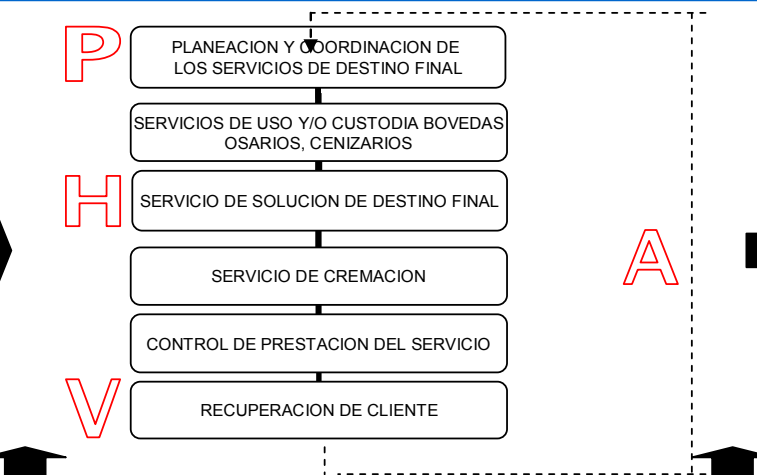 P
PLANEACION Y COORDINACION DE
LOS SERVICIOS DE DESTINO FINAL
SERVICIOS DE USO Y/O CUSTODIA BOVEDAS
OSARIOS, CENIZARIOS
H
SERVICIO DE SOLUCION DE DESTINO FINAL
A
SERVICIO DE CREMACION
CONTROL DE PRESTACION DEL SERVICIO
V
RECUPERACION DE CLIENTE